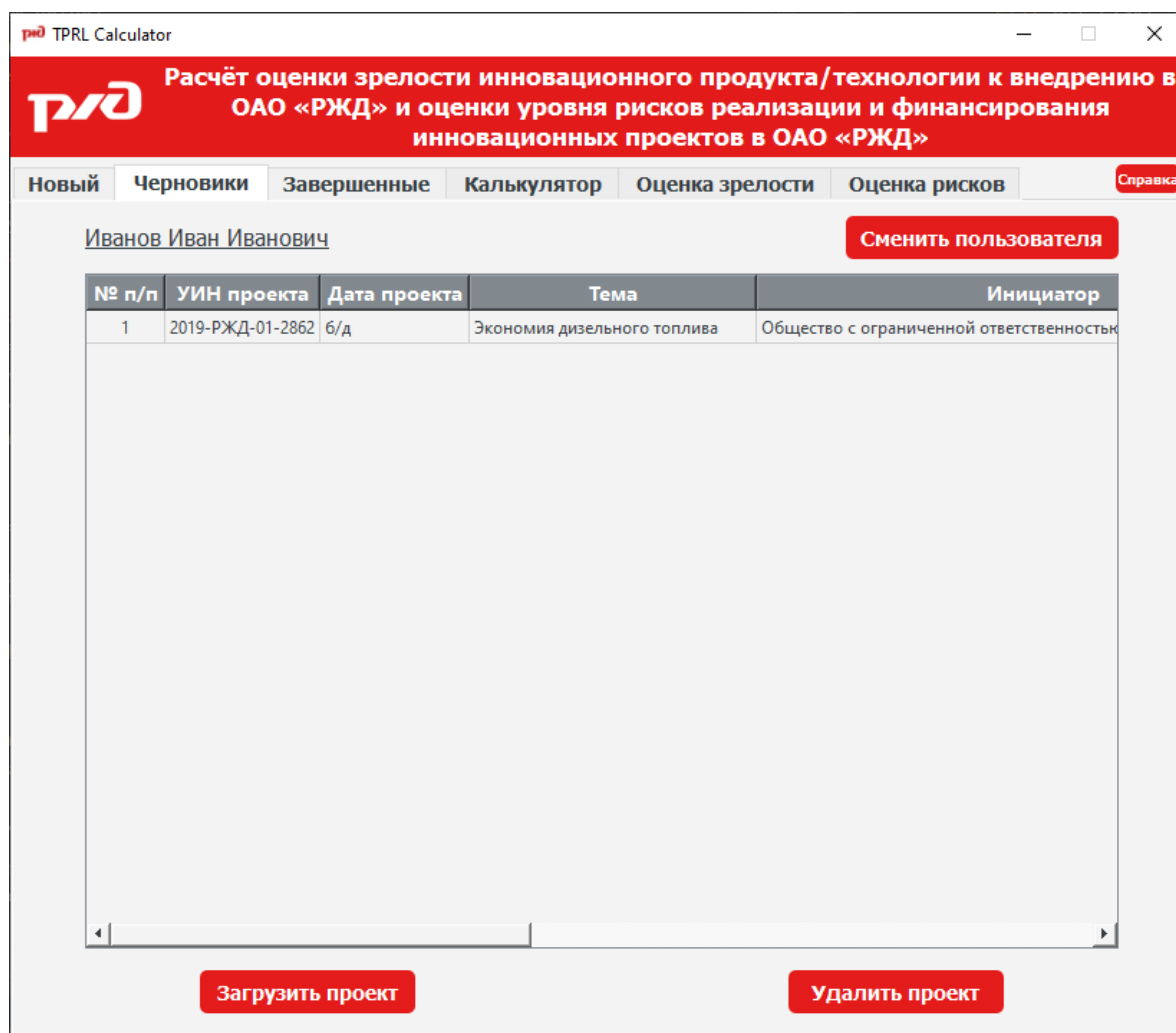 ржд TPRL Calculator
ржд
Расчёт оценки зрелости инновационного продукта/технологии к внедрению в
ОАО «РЖД» и оценки уровня рисков реализации и финансирования
инновационных проектов в ОАО «РЖД»
Новый Черновики Завершенные Калькулятор Оценка зрелости Оценка рисков Справка
Иванов Иван Иванович Сменить пользователя
№ п/п УИН проекта Дата проекта Тема Инициатор
1 2019-РЖД-01-2862 б/д Экономия дизельного топлива Общество с ограниченной ответственностью
Загрузить проект Удалить проект